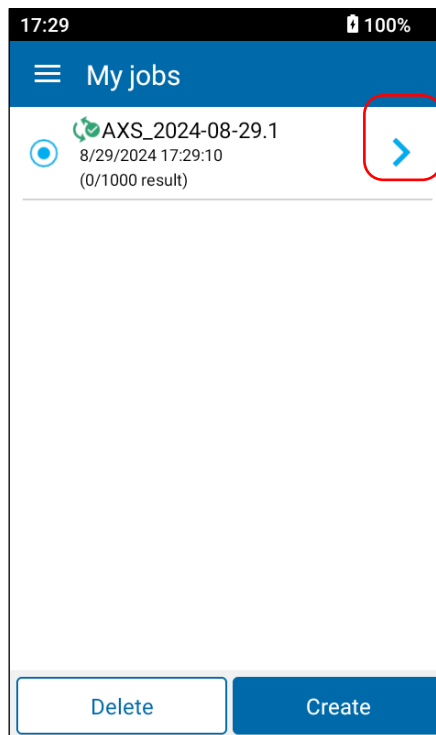 17:29 100%
My jobs
AXS_2024-08-29.1
8/29/2024 17:29:10
(0/1000 result)
Delete Create